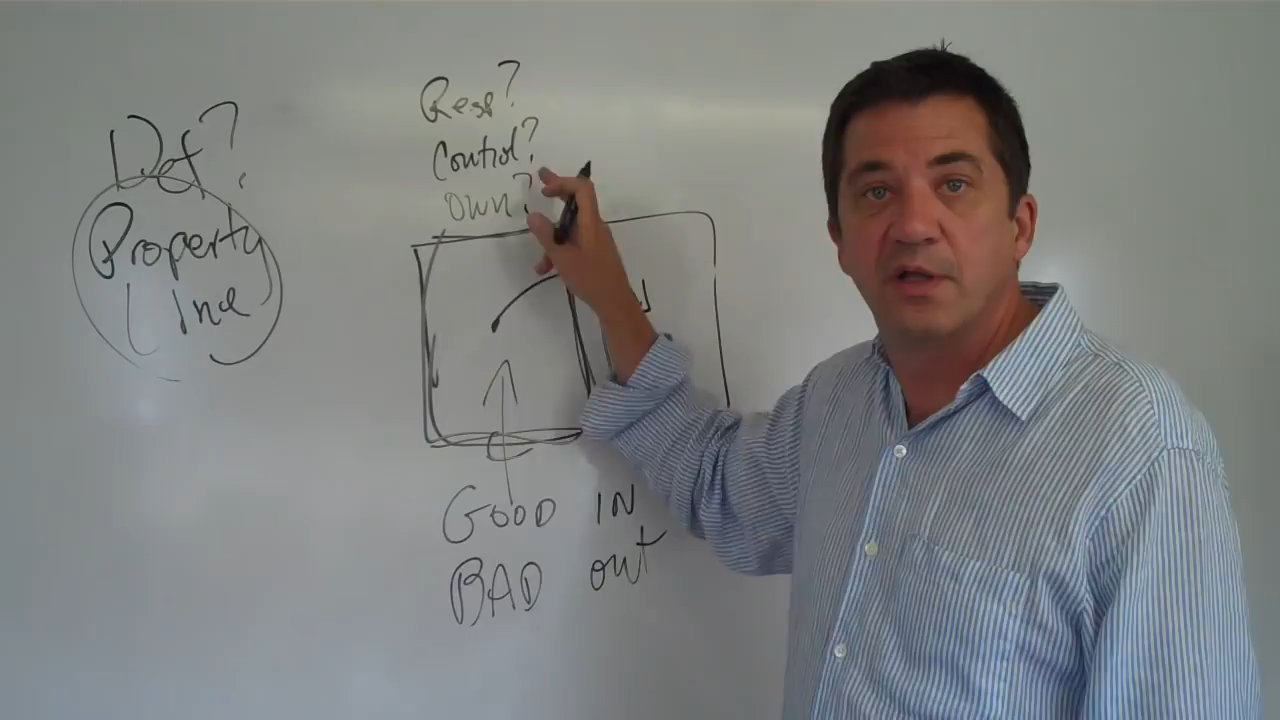 Def?
Property
Line
Resp?
Control?
Own?
GOOD IN
BAD out